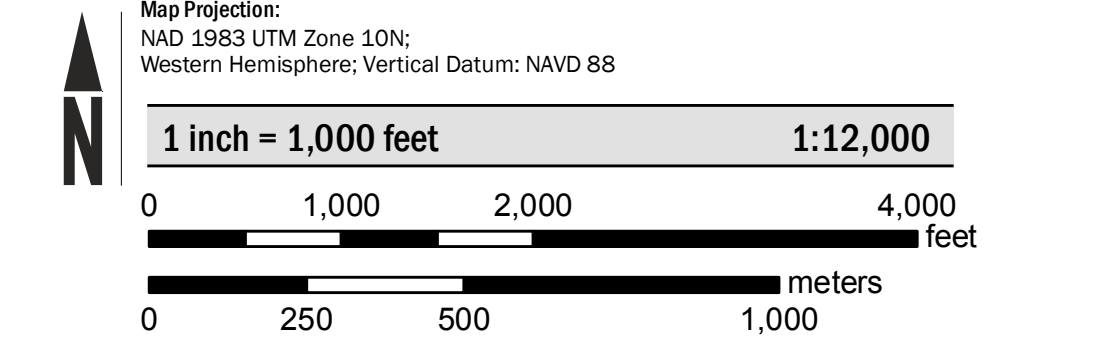 Map Projection:
NAD 1983 UTM Zone 10N;
Western Hemisphere; Vertical Datum: NAVD 88
N
1 inch = 1,000 feet 1:12,000
0 1,000 2,000 4,000
feet
meters
0 250 500 1,000